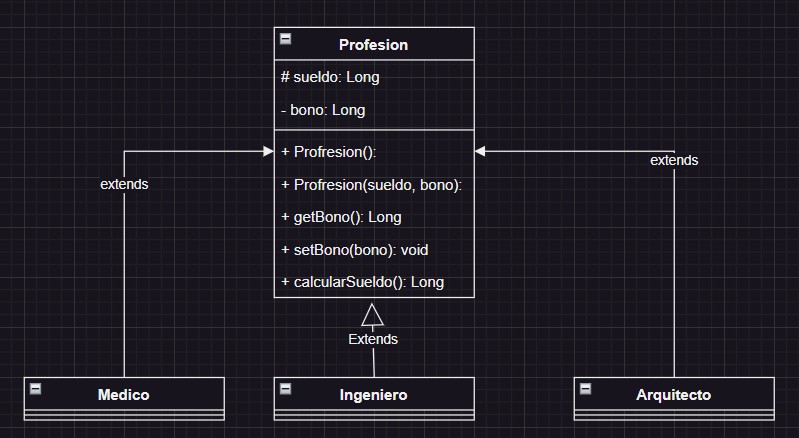 Profesion
# sueldo: Long
- bono: Long
+ Profresion():
+ Profresion(sueldo, bono):
+ getBono(): Long
+ setBono(bono): void
+ calcularSueldo(): Long
extends
extends
Extends
Medico
Ingeniero
Arquitecto